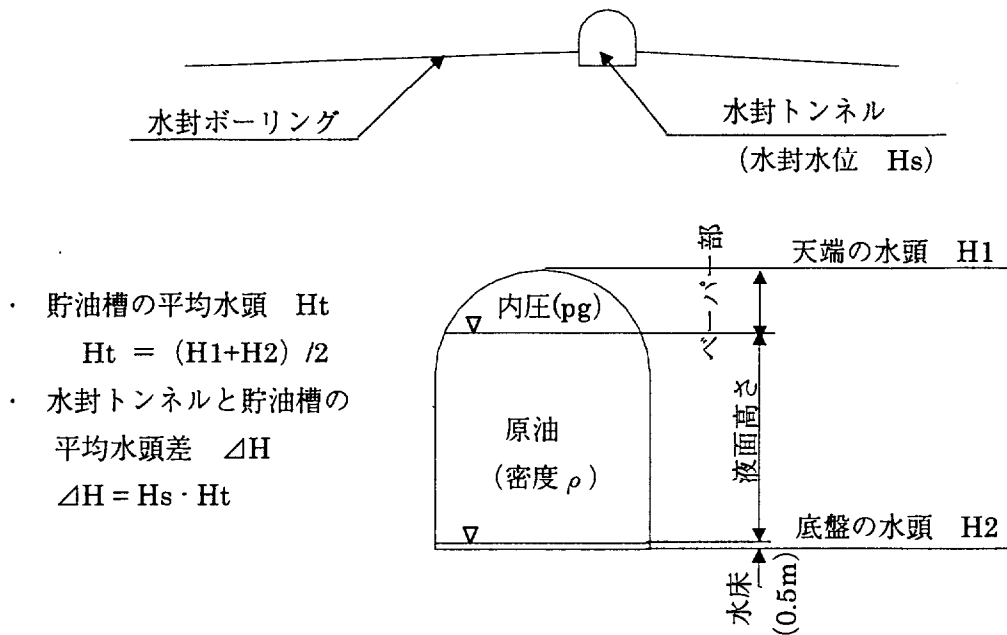 水封ボーリング
水封トンネル
(水封水位　Hs)
・ 貯油槽の平均水頭　Ht
Ht = (H1+H2) /2
・ 水封トンネルと貯油槽の
平均水頭差　⊿H
⊿H = Hs · Ht
天端の水頭　H1
ベーパー部
内圧(pg)
液面高さ
原油
(密度 ρ)
底盤の水頭　H2
水床
(0.5m)